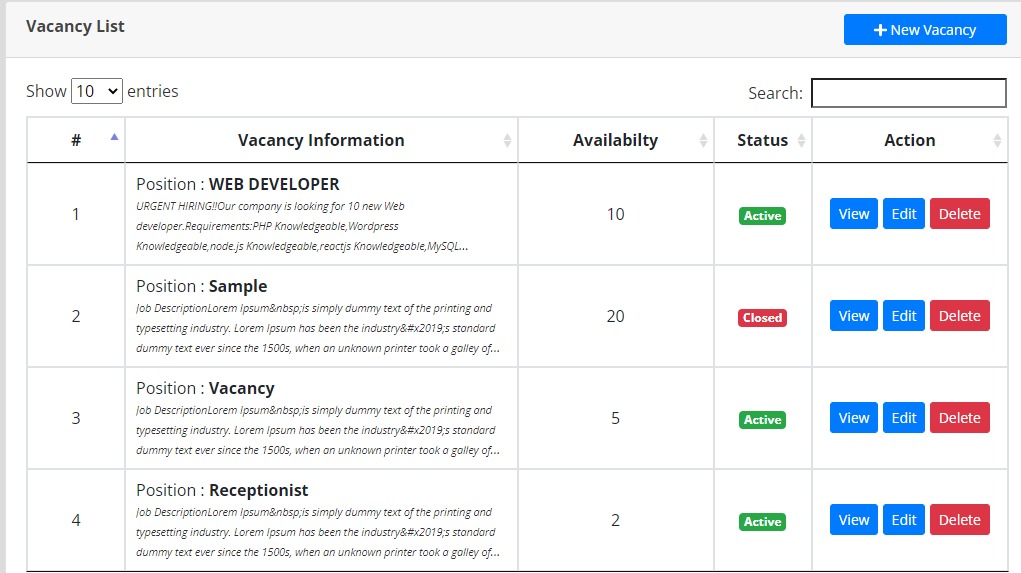 Vacancy List
New Vacancy
Show 10 entries
Search:
# Vacancy Information Availabilty Status Action
Position : WEB DEVELOPER
URGENT HIRING!!Our company is looking for 10 new Web
developer.Requirements:PHP Knowledgeable,Wordpress
Knowledgeable,node.js Knowledgeable,reactjs Knowledgeable,MySQL...
1 10 Active View Edit Delete
Position : Sample
Job DescriptionLorem Ipsum&nbsp;is simply dummy text of the printing and
typesetting industry. Lorem Ipsum has been the industry&#x2019;s standard
dummy text ever since the 1500s, when an unknown printer took a galley of...
2 20 Closed View Edit Delete
Position : Vacancy
Job DescriptionLorem Ipsum&nbsp;is simply dummy text of the printing and
typesetting industry. Lorem Ipsum has been the industry&#x2019;s standard
dummy text ever since the 1500s, when an unknown printer took a galley of...
3 5 Active View Edit Delete
Position : Receptionist
Job DescriptionLorem Ipsum&nbsp;is simply dummy text of the printing and
typesetting industry. Lorem Ipsum has been the industry&#x2019;s standard
dummy text ever since the 1500s, when an unknown printer took a galley of...
4 2 Active View Edit Delete